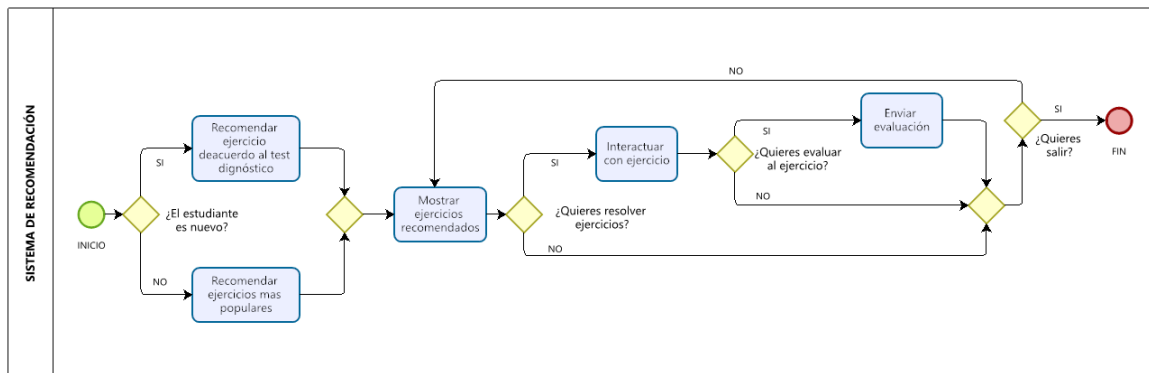 SISTEMA DE RECOMENDACIÓN
INICIO
¿El estudiante
es nuevo?
SI
Recomendar
ejercicio
deacuerdo al test
dignóstico
NO
Recomendar
ejercicios mas
populares
Mostrar
ejercicios
recomendados
¿Quieres resolver
ejercicios?
SI
Interactuar
con ejercicio
NO
¿Quieres evaluar
al ejercicio?
SI
Enviar
evaluación
NO
¿Quieres
salir?
NO
SI
FIN